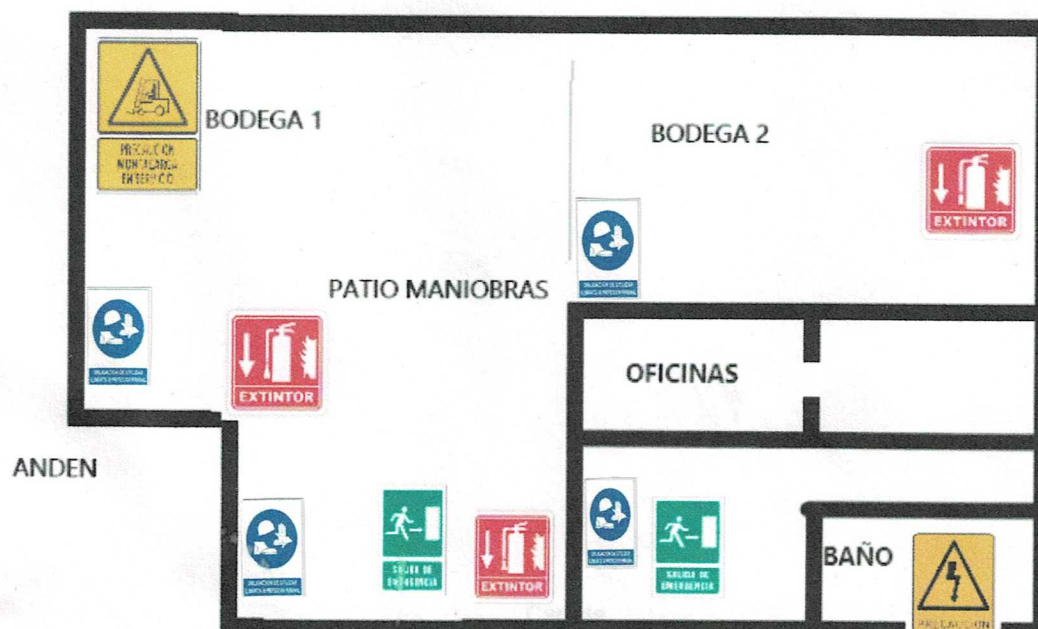 BODEGA 1
PRECAUCION
MONTACARGA
EN SERVICIO
BODEGA 2
EXTINTOR
PATIO MANIOBRAS
EXTINTOR
OFICINAS
ANDEN
SALIDA DE
EMERGENCIA
EXTINTOR
SALIDA DE
EMERGENCIA
BAÑO
PRECAUCION